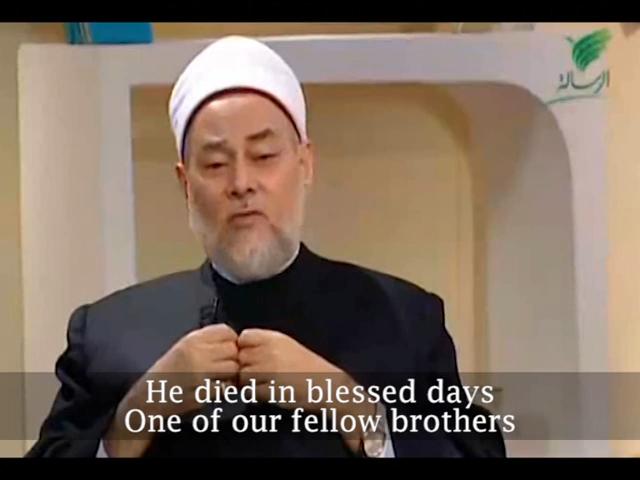 الرسالة
He died in blessed days
One of our fellow brothers